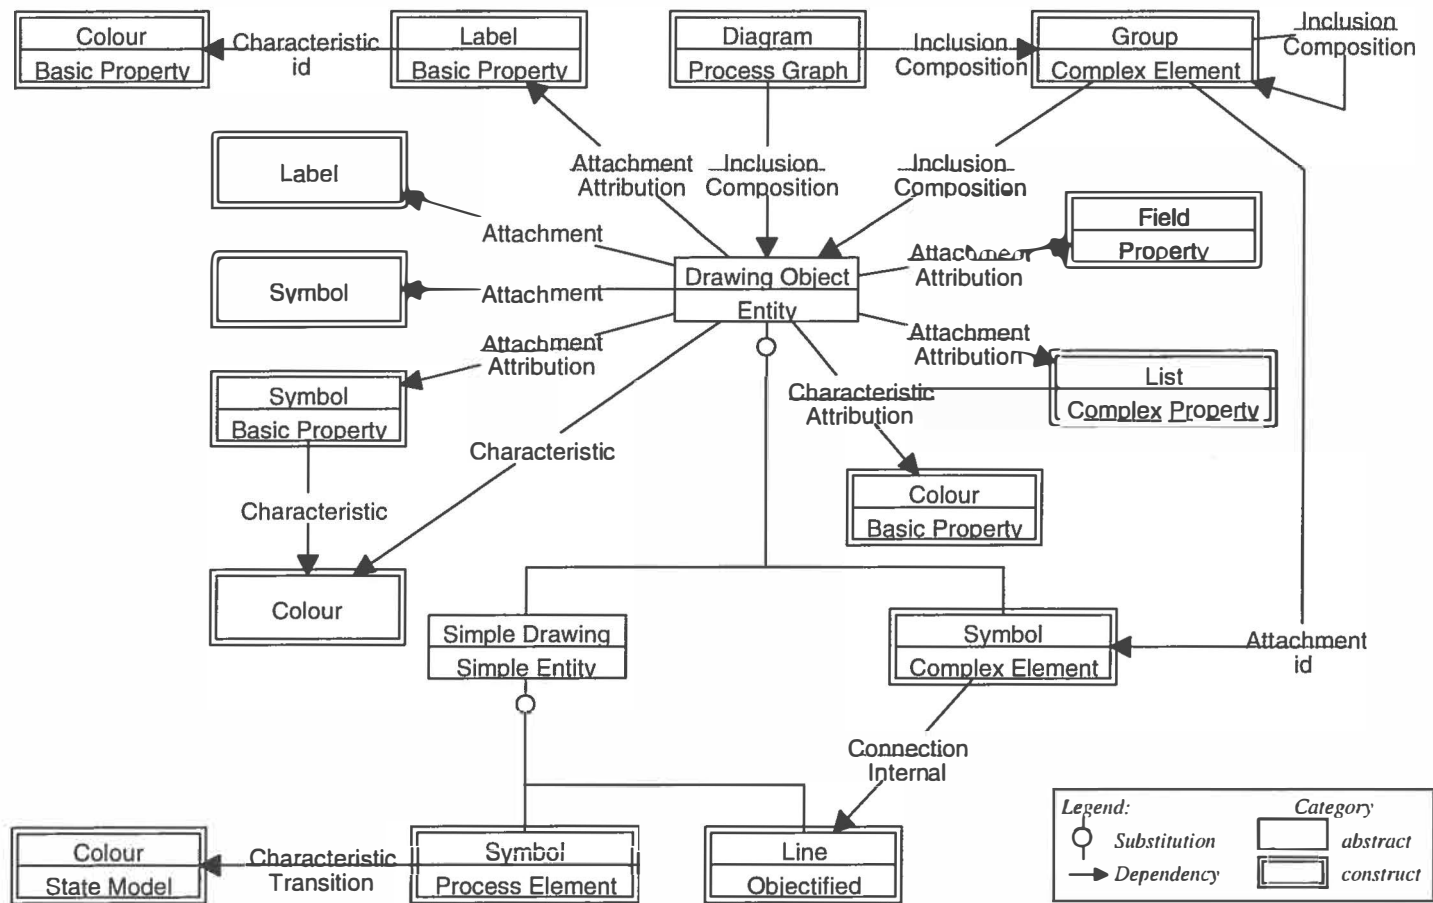 Colour
Basic Property
Characteristic
id
Label
Basic Property
Diagram
Process Graph
Inclusion
Composition
Group
Complex Element
Inclusion
Composition
Label
Attachment
Attribution
Inclusion
Composition
Inclusion
Composition
Attachment
Field
Property
Attachment
Attribution
Symbol
Attachment
Drawing Object
Entity
Attachment
Attribution
Attachment
Attribution
List
Complex Property
Symbol
Basic Property
Characteristic
Attribution
Characteristic
Characteristic
Colour
Basic Property
Colour
Simple Drawing
Simple Entity
Symbol
Complex Element
Attachment
id
Connection
Internal
Colour
State Model
Characteristic
Transition
Symbol
Process Element
Line
Objectified
Legend:
Category
Substitution
abstract
Dependency
construct